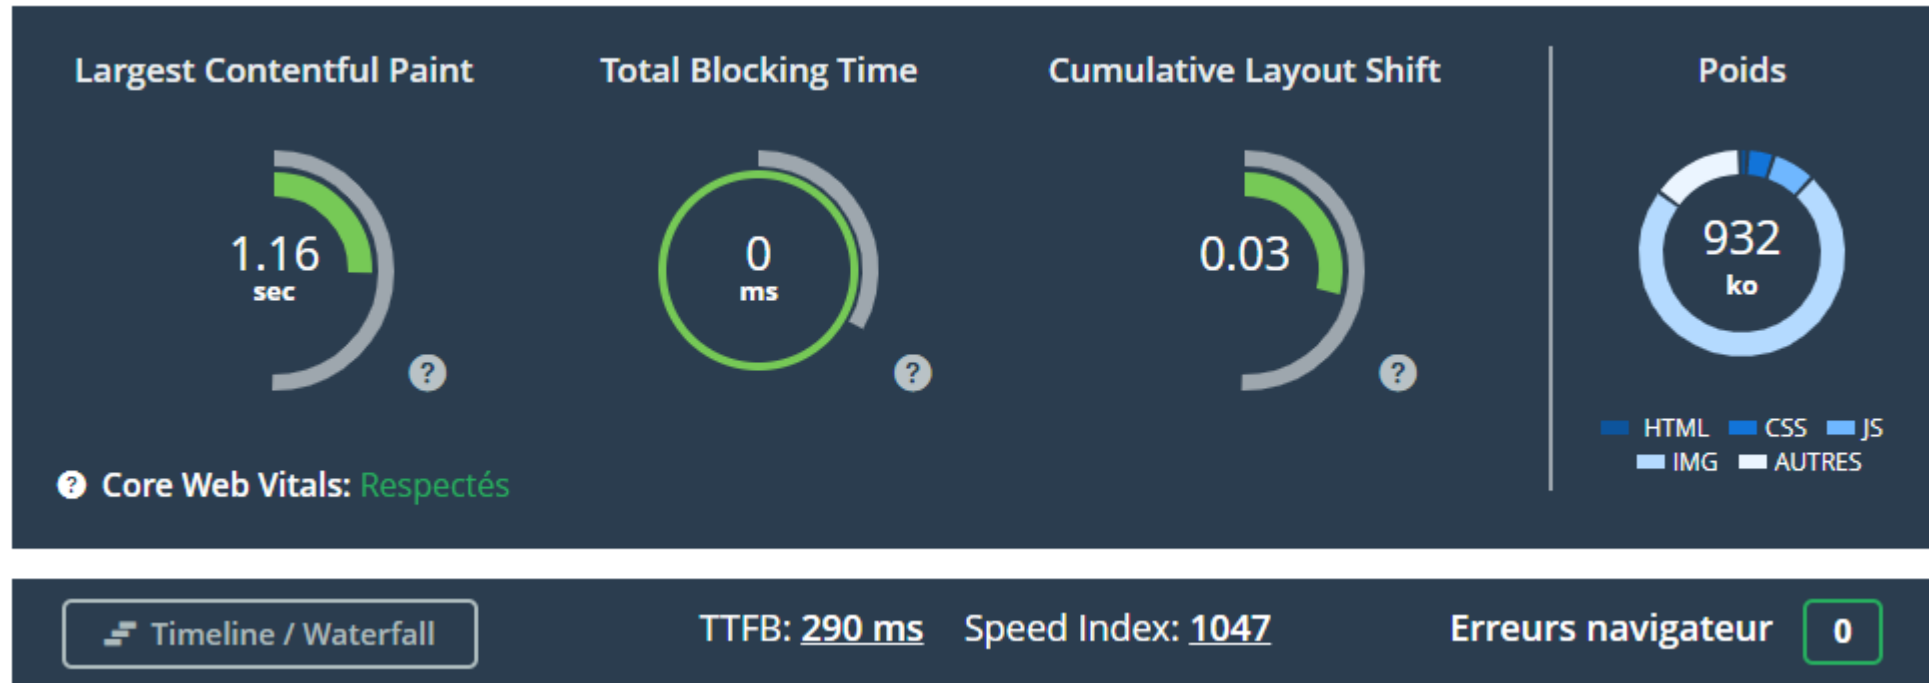 Largest Contentful Paint
Total Blocking Time
Cumulative Layout Shift
Poids
1.16
sec
0
ms
0.03
932
ko
?
?
?
HTML CSS JS
IMG AUTRES
? Core Web Vitals: Respectés
Timeline / Waterfall
TTFB: 290 ms
Speed Index: 1047
Erreurs navigateur 0